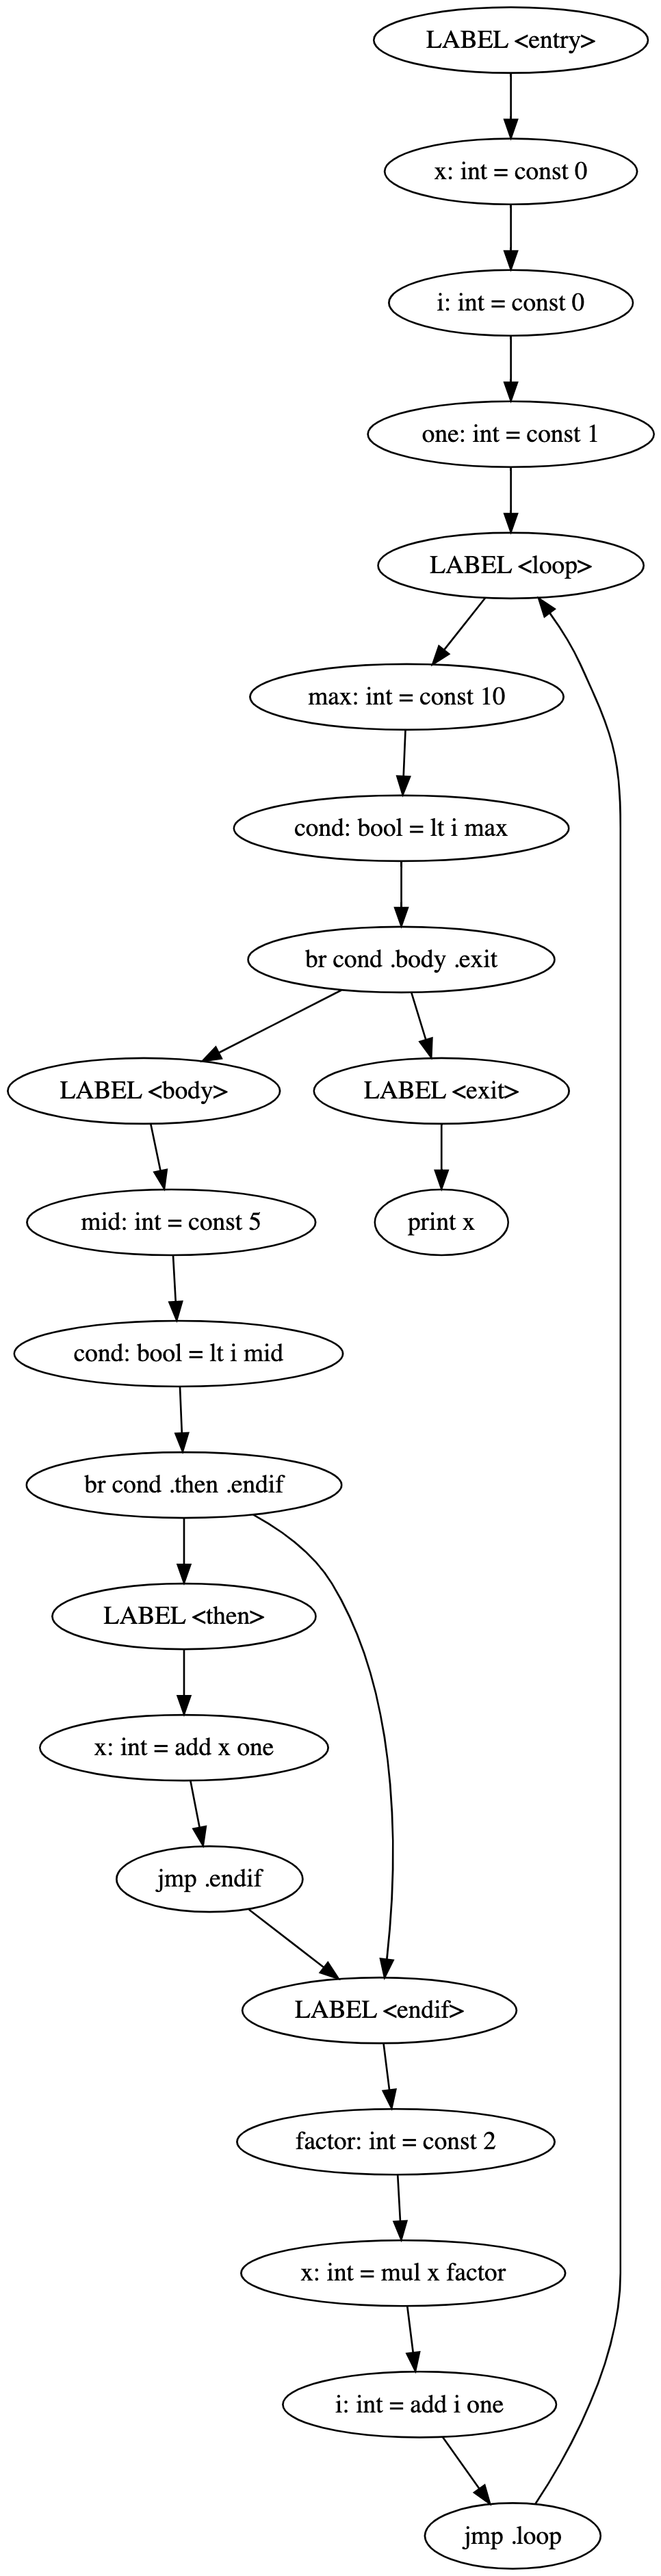 LABEL <entry>
x: int = const 0
i: int = const 0
one: int = const 1
LABEL <loop>
max: int = const 10
cond: bool = lt i max
br cond .body .exit
LABEL <body>
LABEL <exit>
mid: int = const 5
print x
cond: bool = lt i mid
br cond .then .endif
LABEL <then>
x: int = add x one
jmp .endif
LABEL <endif>
factor: int = const 2
x: int = mul x factor
i: int = add i one
jmp .loop